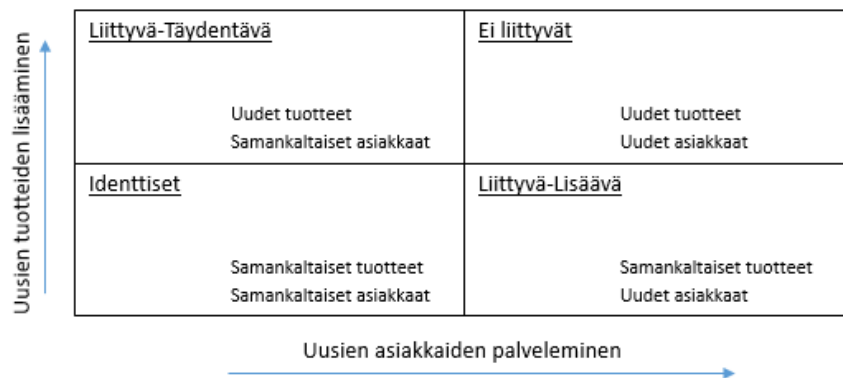 Uusien tuotteiden lisääminen
Liittyvä-Täydentävä
Uudet tuotteet
Samankaltaiset asiakkaat
Ei liittyvät
Uudet tuotteet
Uudet asiakkaat
Identtiset
Samankaltaiset tuotteet
Samankaltaiset asiakkaat
Liittyvä-Lisäävä
Samankaltaiset tuotteet
Uudet asiakkaat
Uusien asiakkaiden palveleminen